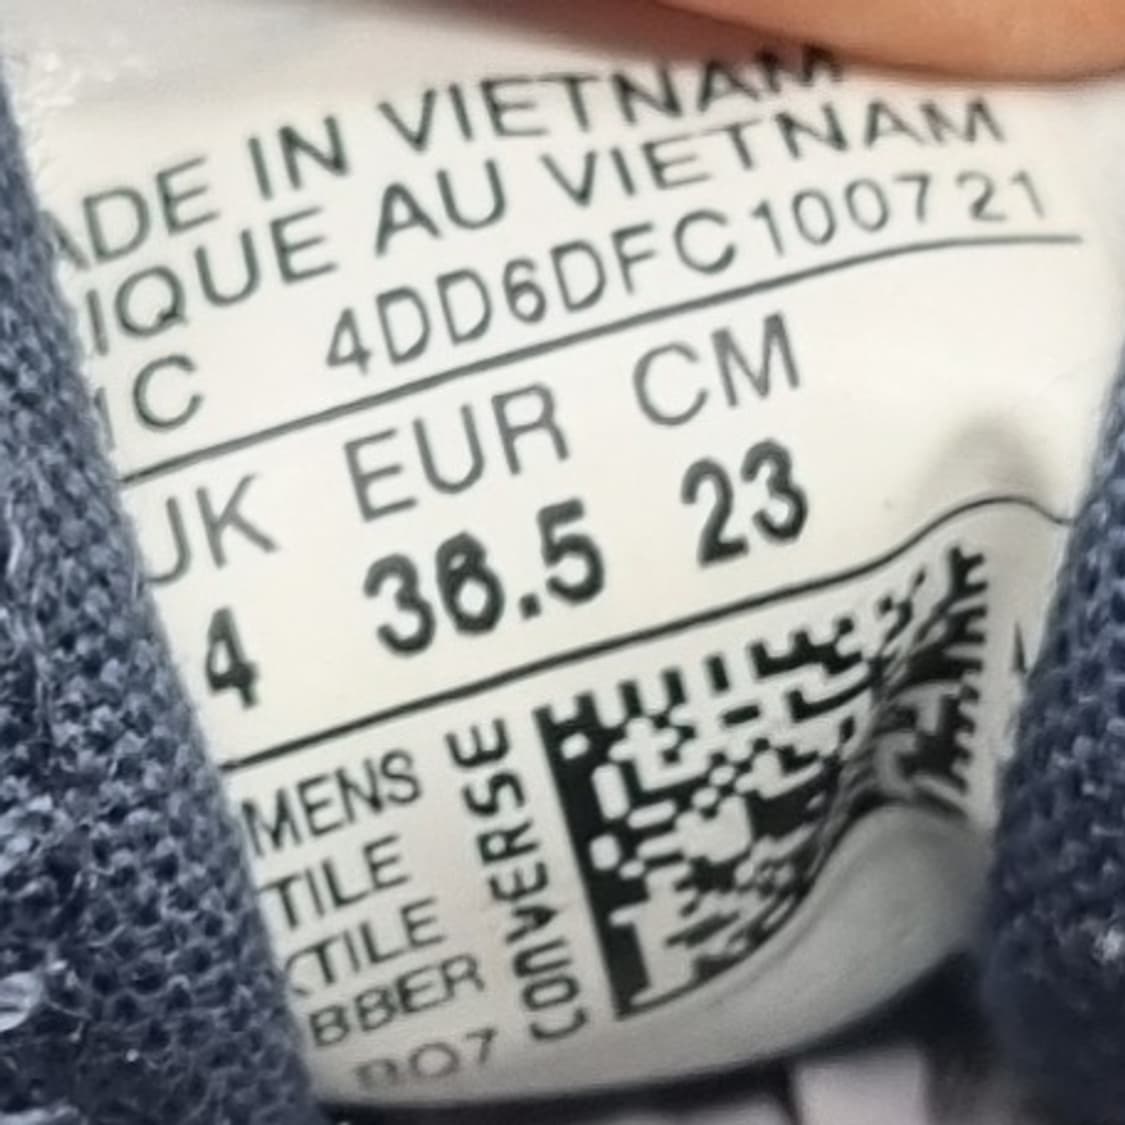 ADE IN VIETNAM
IQUE AU VIETNAM
1C 4DD6DFC100721
UK EUR CM
4 36.5 23
MENS
TILE
XTILE
BBER
CONVERSE